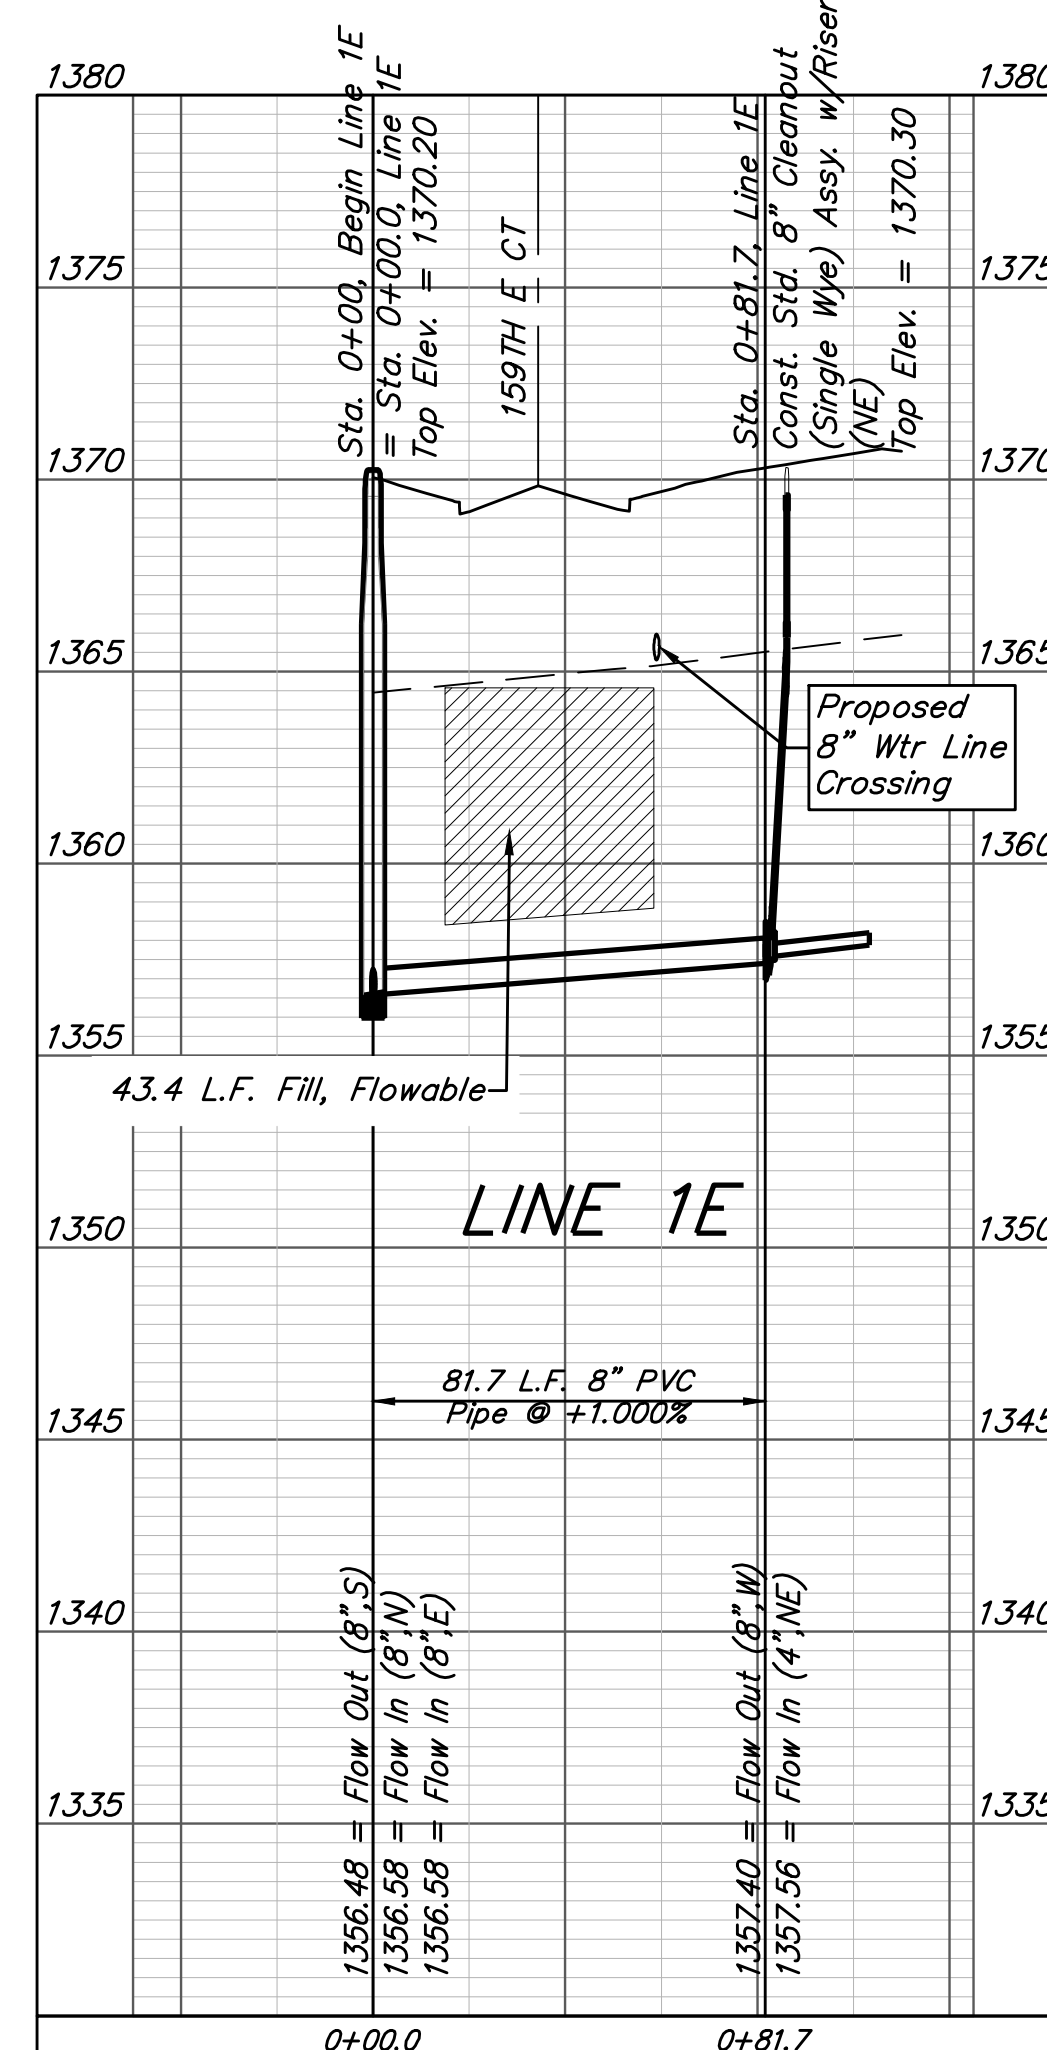 1380
1380
Sta. 0+00, Begin Line 1E
= Sta. 0+00.0, Line 1E
Top Elev. = 1370.20
159TH E CT
Sta. 0+81.7, Line 1E
Const. Std. 8" Cleanout
(Single Wye) Assy. w/Riser
(NE)
Top Elev. = 1370.30
1375
1375
1370
1370
1365
1365
Proposed
8" Wtr Line
Crossing
1360
1360
1355
1355
43.4 L.F. Fill, Flowable
LINE 1E
1350
1350
81.7 L.F. 8" PVC
Pipe @ +1.000%
1345
1345
1340
1340
1335
1335
1356.48 = Flow Out (8",S)
1356.58 = Flow In (8",N)
1356.58 = Flow In (8",E)
1357.40 = Flow Out (8",W)
1357.56 = Flow In (4",NE)
0+00.0
0+81.7